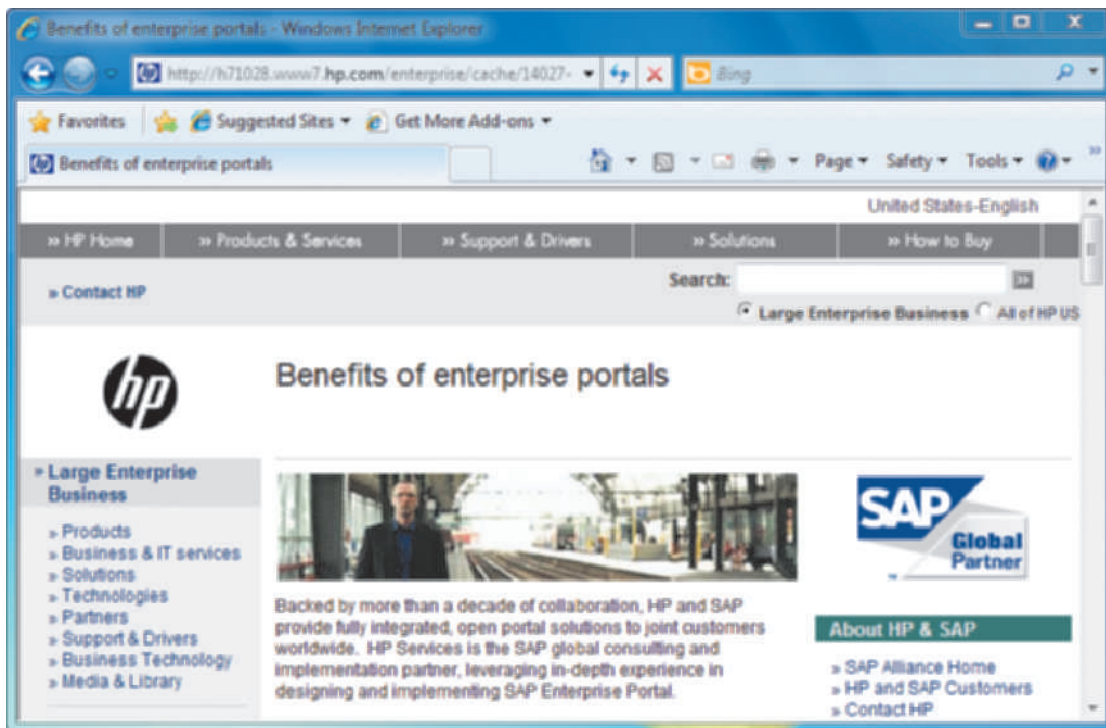 Benefits of enterprise portals - Windows Internet Explorer
http://h71028.www7.hp.com/enterprise/cache/14027-
Bing
Favorites Suggested Sites Get More Add-ons
Benefits of enterprise portals
Page Safety Tools
United States-English
» HP Home » Products & Services » Support & Drivers » Solutions » How to Buy
Search:
» Contact HP
Large Enterprise Business All of HP US
hp
Benefits of enterprise portals
» Large Enterprise
Business
» Products
» Business & IT services
» Solutions
» Technologies
» Partners
» Support & Drivers
» Business Technology
» Media & Library
Backed by more than a decade of collaboration, HP and SAP
provide fully integrated, open portal solutions to joint customers
worldwide. HP Services is the SAP global consulting and
implementation partner, leveraging in-depth experience in
designing and implementing SAP Enterprise Portal.
SAP
Global
Partner
About HP & SAP
» SAP Alliance Home
» HP and SAP Customers
» Contact HP